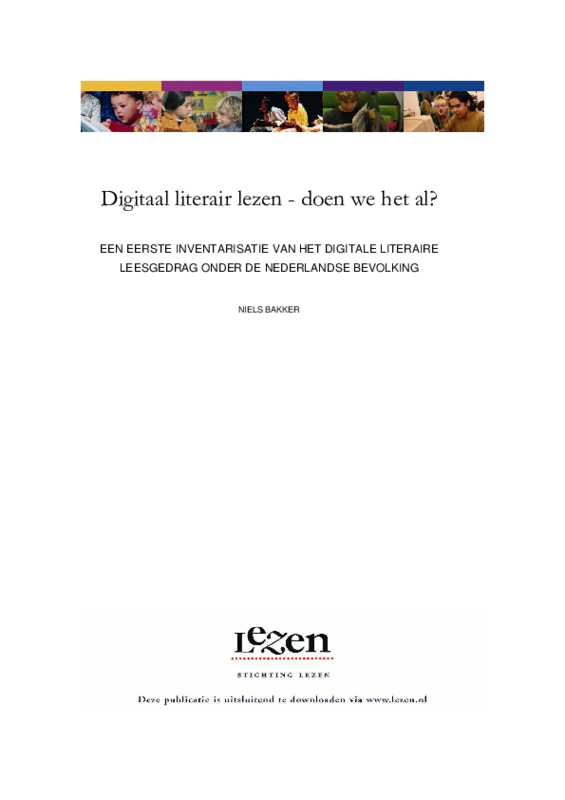 Digitaal literair lezen - doen we het al?
EEN EERSTE INVENTARISATIE VAN HET DIGITALE LITERAIRE
LEESGEDRAG ONDER DE NEDERLANDSE BEVOLKING
NIELS BAKKER
Lezen
STICHTING LEZEN
Deze publicatie is uitsluitend te downloaden via www.lezen.nl